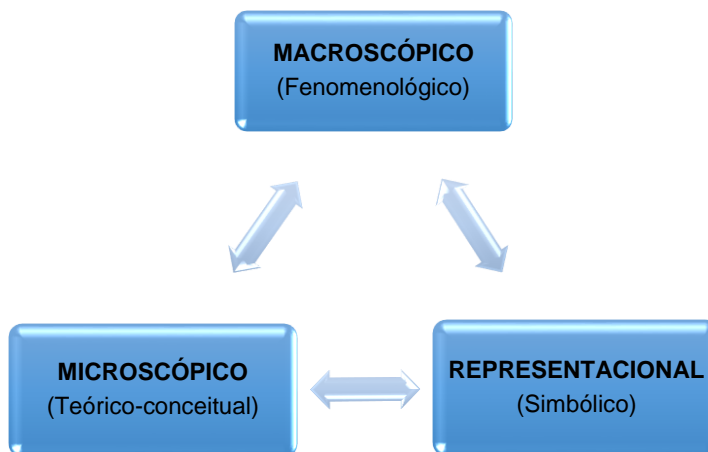 MACROSCÓPICO
(Fenomenológico)
MICROSCÓPICO
(Teórico-conceitual)
REPRESENTACIONAL
(Simbólico)